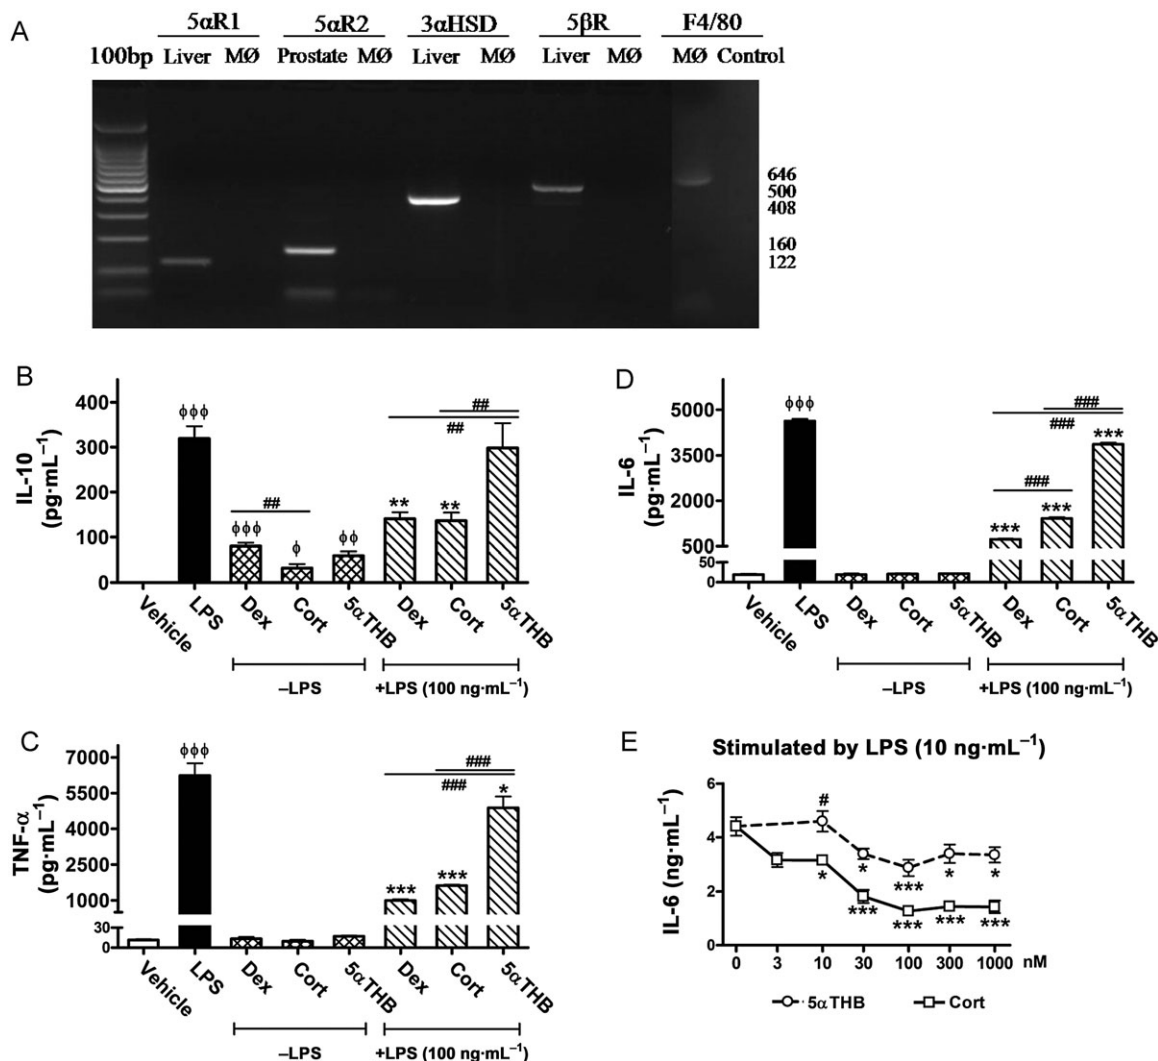 A
5αR1 5αR2 3αHSD 5βR F4/80
100bp Liver MØ Prostate MØ Liver MØ Liver MØ MØ Control
646
500
408
160
122
B
IL-10
(pg·mL⁻¹)
400
300
200
100
0
ϕϕϕ
ϕϕϕ
##
ϕ
ϕϕ
**
**
##
##
Vehicle LPS Dex Cort 5αTHB Dex Cort 5αTHB
–LPS +LPS (100 ng·mL⁻¹)
D
IL-6
(pg·mL⁻¹)
5000
3500
2000
500
50
0
ϕϕϕ
###
###
###
***
***
***
Vehicle LPS Dex Cort 5αTHB Dex Cort 5αTHB
–LPS +LPS (100 ng·mL⁻¹)
C
TNF-α
(pg·mL⁻¹)
7000
5500
4000
2500
1000
30
0
ϕϕϕ
###
###
***
***
*
Vehicle LPS Dex Cort 5αTHB Dex Cort 5αTHB
–LPS +LPS (100 ng·mL⁻¹)
E
Stimulated by LPS (10 ng·mL⁻¹)
IL-6 (ng·mL⁻¹)
6
4
2
0
#
* *** * *
* *** *** *** ***
0 3 10 30 100 300 1000 nM
5αTHB Cort